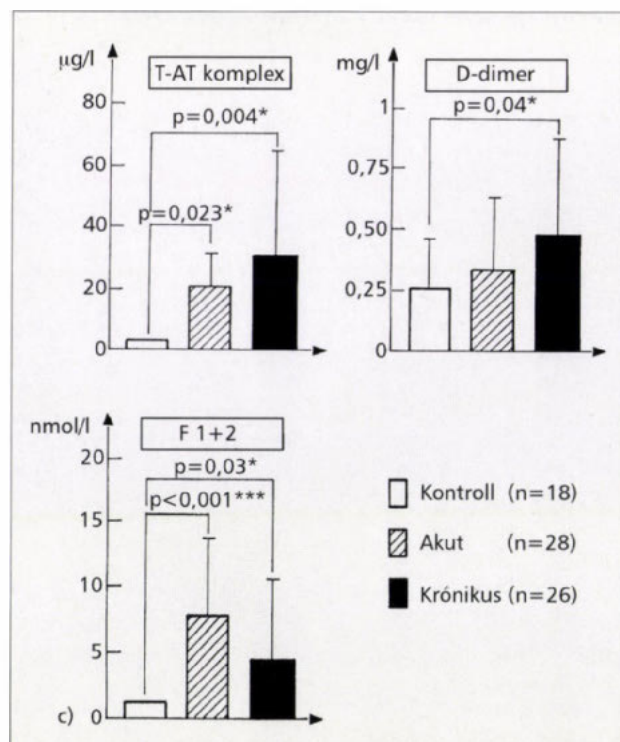 µg/l
T-AT komplex
80
p=0,004*
60
40
p=0,023*
20
0
mg/l
D-dimer
1
p=0,04*
0,75
0,50
0,25
0
nmol/l
F 1+2
20
p=0,03*
p<0,001***
15
10
5
c) 0
Kontroll (n=18)
Akut (n=28)
Krónikus (n=26)